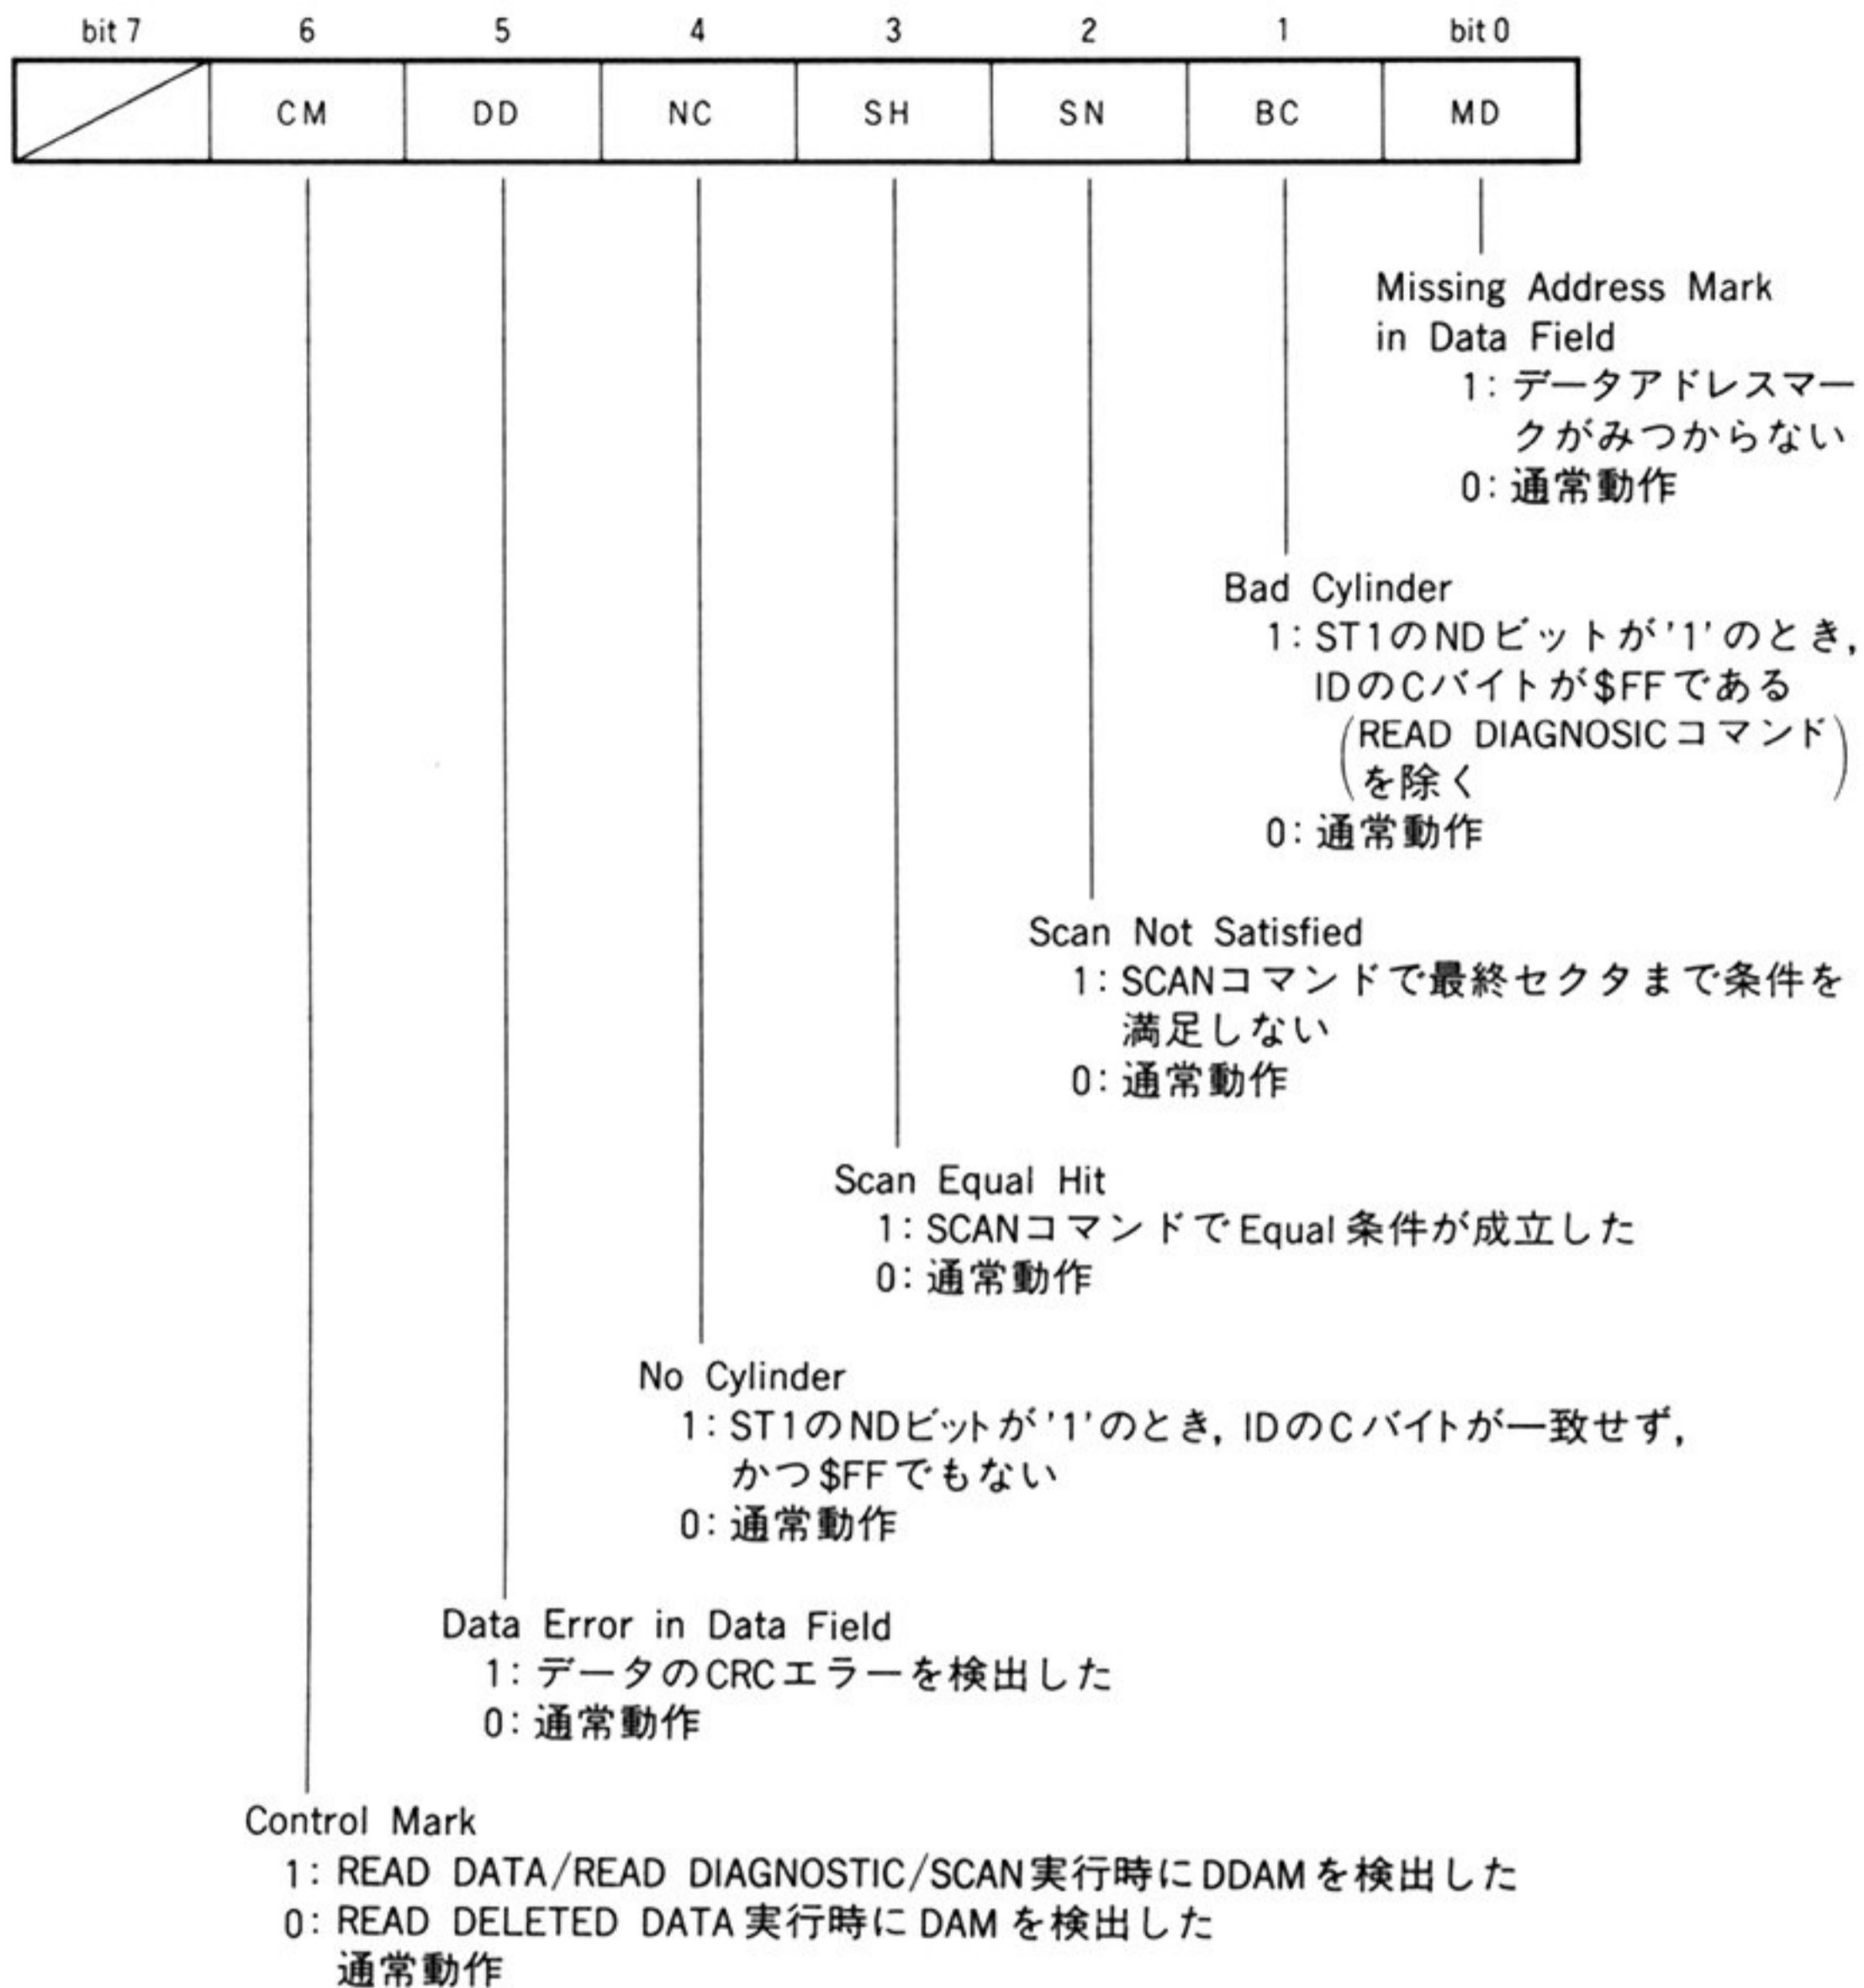 bit 7 6 5 4 3 2 1 bit 0
CM DD NC SH SN BC MD
Missing Address Mark
in Data Field
1: データアドレスマー
クがみつからない
0: 通常動作
Bad Cylinder
1: ST1のNDビットが'1'のとき,
IDのCバイトが$FFである
(READ DIAGNOSICコマンド
を除く)
0: 通常動作
Scan Not Satisfied
1: SCANコマンドで最終セクタまで条件を
満足しない
0: 通常動作
Scan Equal Hit
1: SCANコマンドでEqual条件が成立した
0: 通常動作
No Cylinder
1: ST1のNDビットが'1'のとき, IDのCバイトが一致せず,
かつ$FFでもない
0: 通常動作
Data Error in Data Field
1: データのCRCエラーを検出した
0: 通常動作
Control Mark
1: READ DATA/READ DIAGNOSTIC/SCAN実行時にDDAMを検出した
0: READ DELETED DATA実行時にDAMを検出した
通常動作